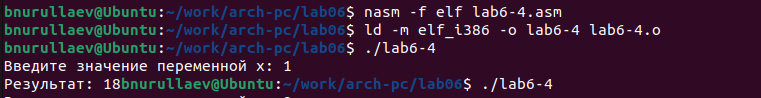 bnurullaev@Ubuntu:~/work/arch-pc/lab06$ nasm -f elf lab6-4.asm
bnurullaev@Ubuntu:~/work/arch-pc/lab06$ ld -m elf_i386 -o lab6-4 lab6-4.o
bnurullaev@Ubuntu:~/work/arch-pc/lab06$ ./lab6-4
Введите значение переменной x: 1
Результат: 18bnurullaev@Ubuntu:~/work/arch-pc/lab06$ ./lab6-4